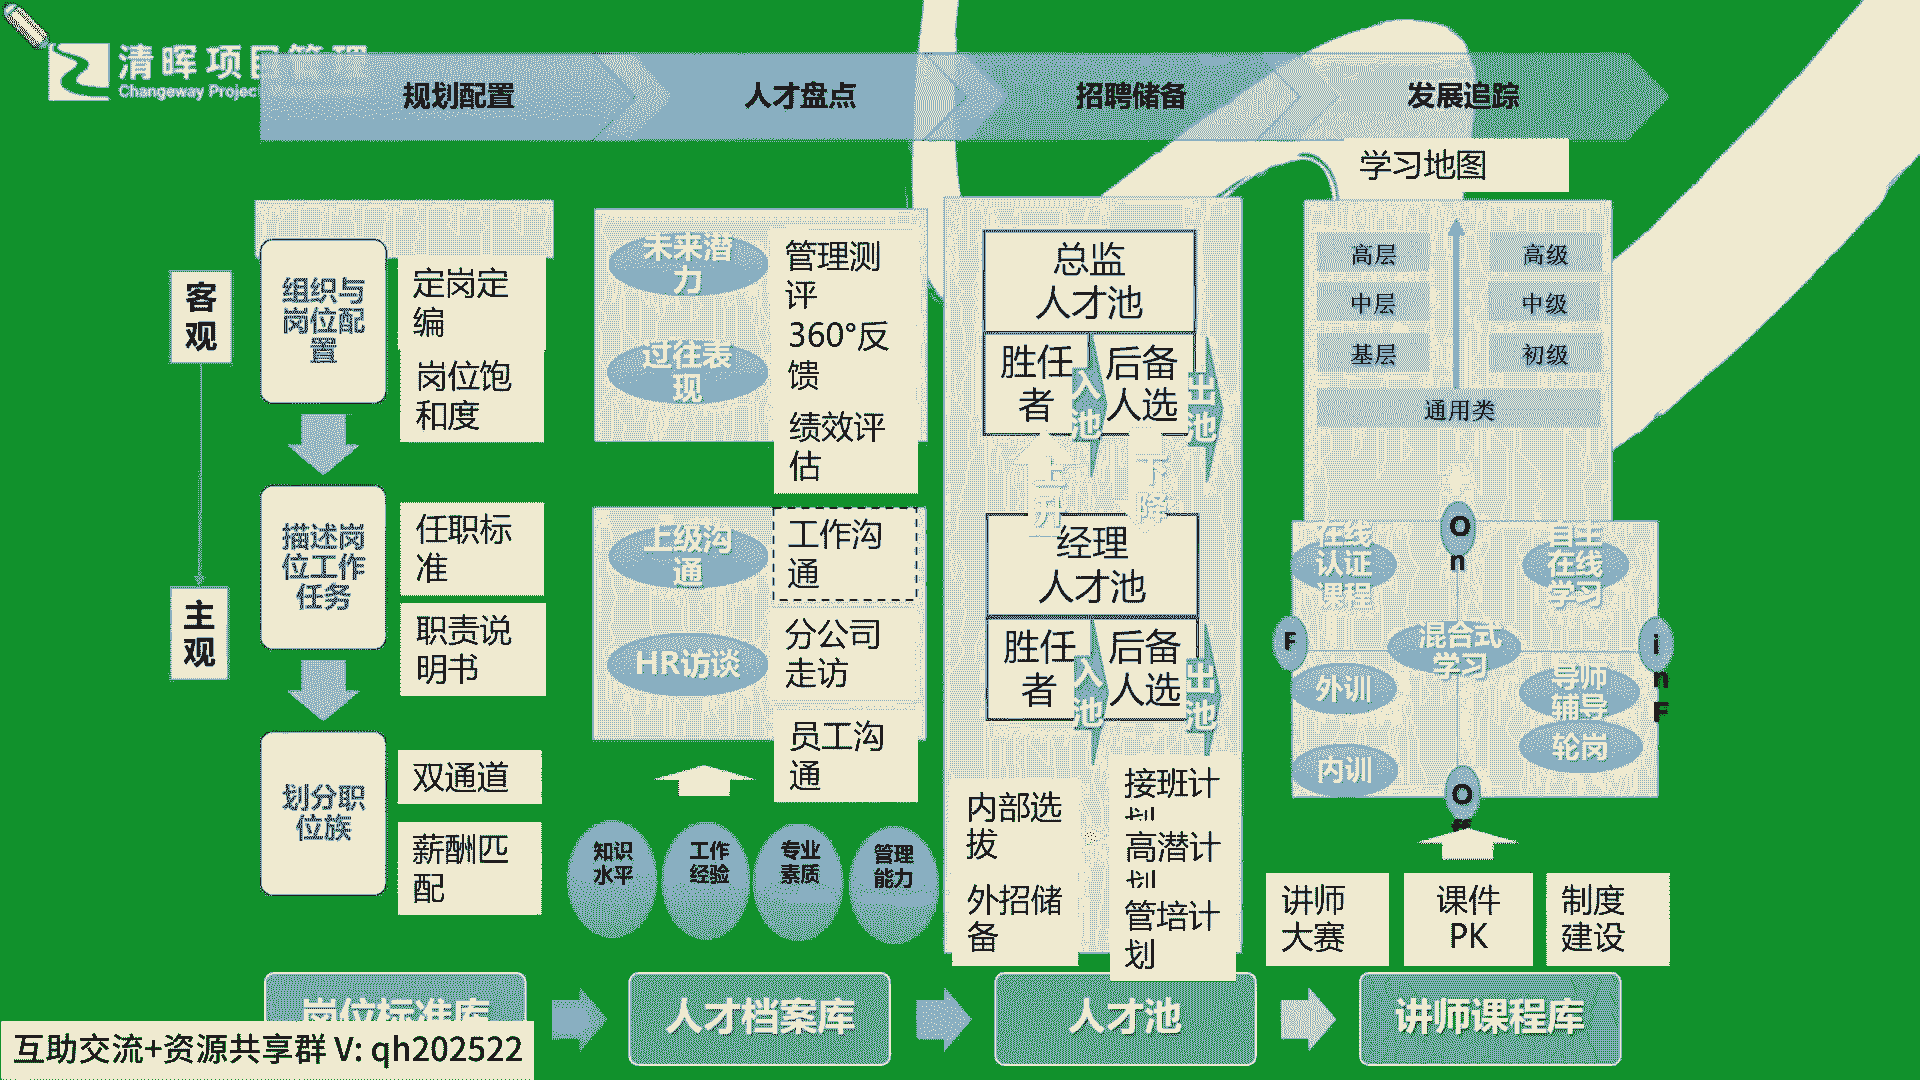 清晖项目管理
Changeway Project
规划配置
人才盘点
招聘储备
发展追踪
客
观
主
观
组织与
岗位配
置
定岗定
编
岗位饱
和度
描述岗
位工作
任务
任职标
准
职责说
明书
划分职
位族
双通道
薪酬匹
配
未来潜
力
过往表
现
管理测
评
360°反
馈
绩效评
估
上级沟
通
HR访谈
工作沟
通
分公司
走访
员工沟
通
知识
水平
工作
经验
专业
素质
管理
能力
总监
人才池
胜任
者
入
池
后备
人选
出
池
上
升
下
降
经理
人才池
胜任
者
入
池
后备
人选
出
池
内部选
拔
外招储
备
接班计
划
高潜计
划
管培计
划
学习地图
高层
中层
基层
高级
中级
初级
通用类
O
n
在线
认证
课程
自主
在线
学习
F
混合式
学习
i
n
F
外训
内训
导师
辅导
轮岗
O
讲师
大赛
课件
PK
制度
建设
岗位标准库
人才档案库
人才池
讲师课程库
互助交流+资源共享群 V: qh202522